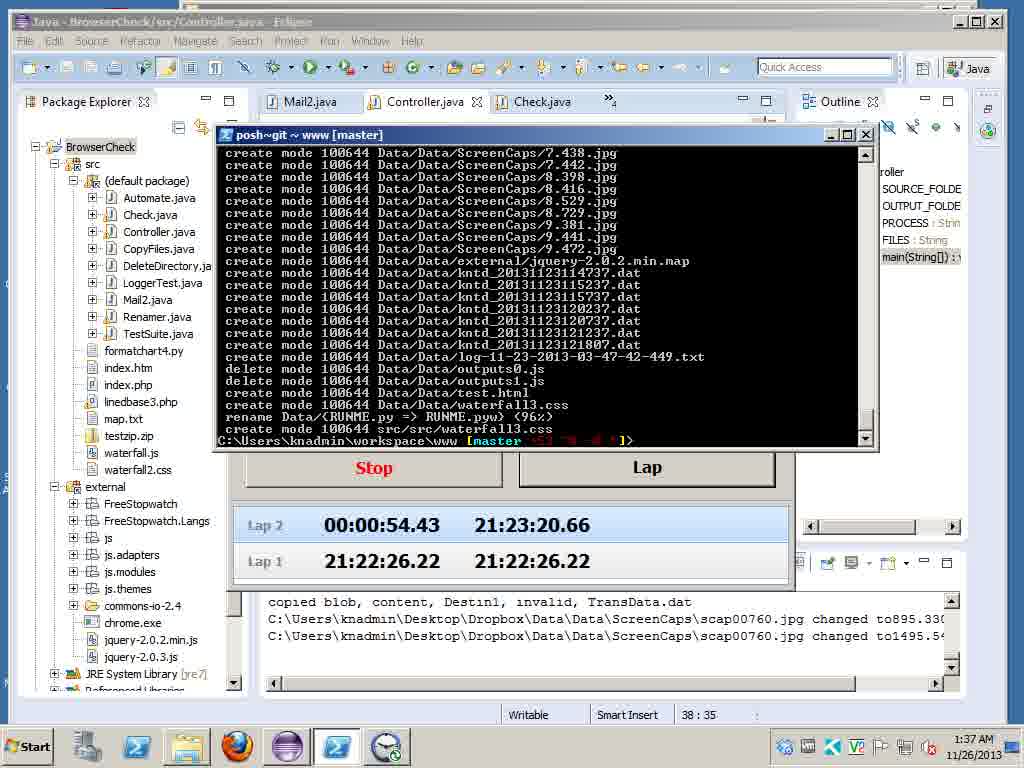 Java - BrowserCheck/src/Controller.java - Eclipse
File Edit Source Refactor Navigate Search Project Run Window Help
Quick Access
Java
Package Explorer
Mail2.java
Controller.java
Check.java
4
Outline
BrowserCheck
src
(default package)
Automate.java
Check.java
Controller.java
CopyFiles.java
DeleteDirectory.ja
LoggerTest.java
Mail2.java
Renamer.java
TestSuite.java
formatchart4.py
index.htm
index.php
linedbase3.php
map.txt
testzip.zip
waterfall.js
waterfall2.css
external
FreeStopwatch
FreeStopwatch.Langs
js
js.adapters
js.modules
js.themes
commons-io-2.4
chrome.exe
jquery-2.0.2.min.js
jquery-2.0.3.js
JRE System Library [jre7]
Referenced Libraries
posh~git ~ www [master]
create mode 100644 Data/Data/ScreenCaps/7.438.jpg
create mode 100644 Data/Data/ScreenCaps/7.442.jpg
create mode 100644 Data/Data/ScreenCaps/8.398.jpg
create mode 100644 Data/Data/ScreenCaps/8.416.jpg
create mode 100644 Data/Data/ScreenCaps/8.529.jpg
create mode 100644 Data/Data/ScreenCaps/8.729.jpg
create mode 100644 Data/Data/ScreenCaps/9.381.jpg
create mode 100644 Data/Data/ScreenCaps/9.441.jpg
create mode 100644 Data/Data/ScreenCaps/9.472.jpg
create mode 100644 Data/Data/external/jquery-2.0.2.min.map
create mode 100644 Data/Data/kntd_20131123114737.dat
create mode 100644 Data/Data/kntd_20131123115237.dat
create mode 100644 Data/Data/kntd_20131123115737.dat
create mode 100644 Data/Data/kntd_20131123120237.dat
create mode 100644 Data/Data/kntd_20131123120737.dat
create mode 100644 Data/Data/kntd_20131123121237.dat
create mode 100644 Data/Data/kntd_20131123121807.dat
create mode 100644 Data/Data/log-11-23-2013-03-47-42-449.txt
delete mode 100644 Data/Data/outputs0.js
delete mode 100644 Data/Data/outputs1.js
create mode 100644 Data/Data/test.html
create mode 100644 Data/Data/waterfall3.css
rename Data/{RUNME.py => RUNME.pyw} (96%)
create mode 100644 src/src/waterfall3.css
C:\Users\knadmin\workspace\www [master ]>
roller
SOURCE_FOLDE
OUTPUT_FOLDE
PROCESS : Strin
FILES : String
main(String[]) : v
Stop
Lap
Lap 2 00:00:54.43 21:23:20.66
Lap 1 21:22:26.22 21:22:26.22
copied blob, content, Destin1, invalid, TransData.dat
C:\Users\knadmin\Desktop\Dropbox\Data\Data\ScreenCaps\scap00760.jpg changed to895.330
C:\Users\knadmin\Desktop\Dropbox\Data\Data\ScreenCaps\scap00760.jpg changed to1495.54
Writable
Smart Insert
38 : 35
Start
1:37 AM
11/26/2013